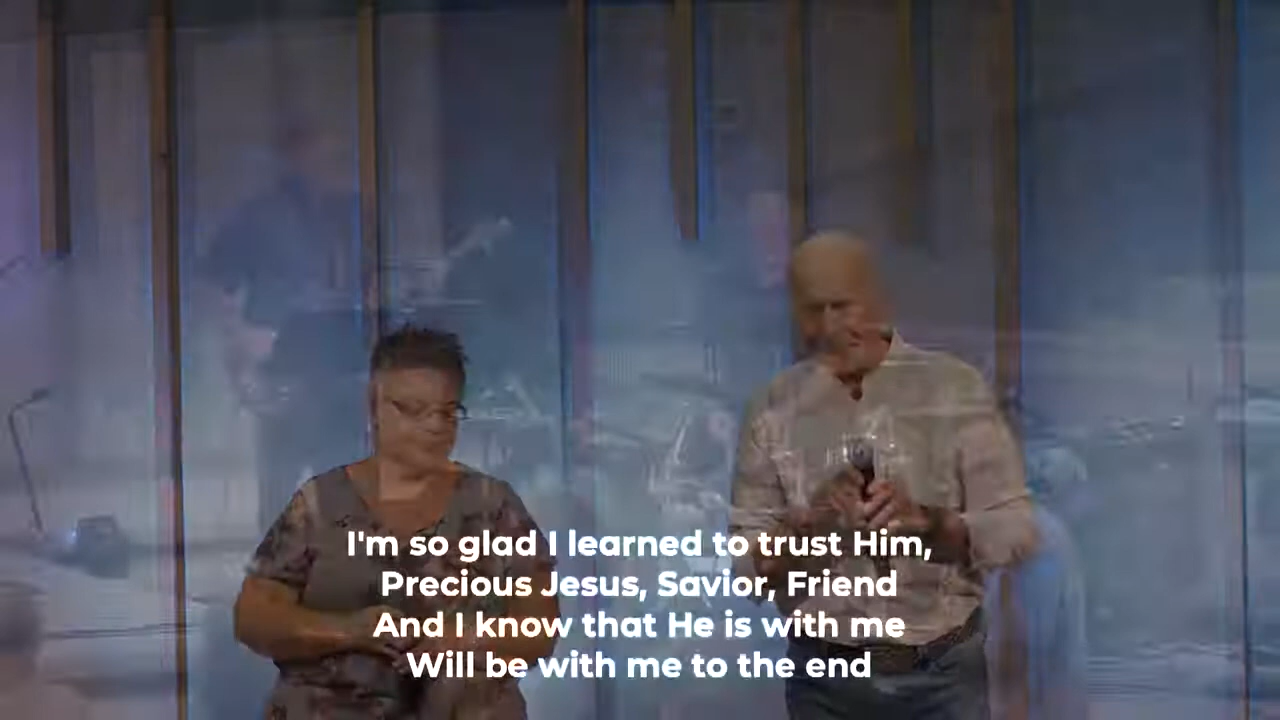 I'm so glad I learned to trust Him,
Precious Jesus, Savior, Friend
And I know that He is with me
Will be with me to the end